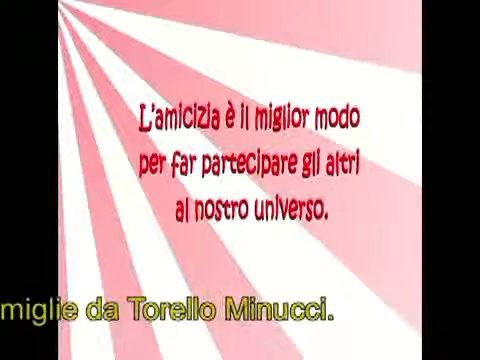 L'amicizia è il miglior modo
per far partecipare gli altri
al nostro universo.
miglie da Torello Minucci.